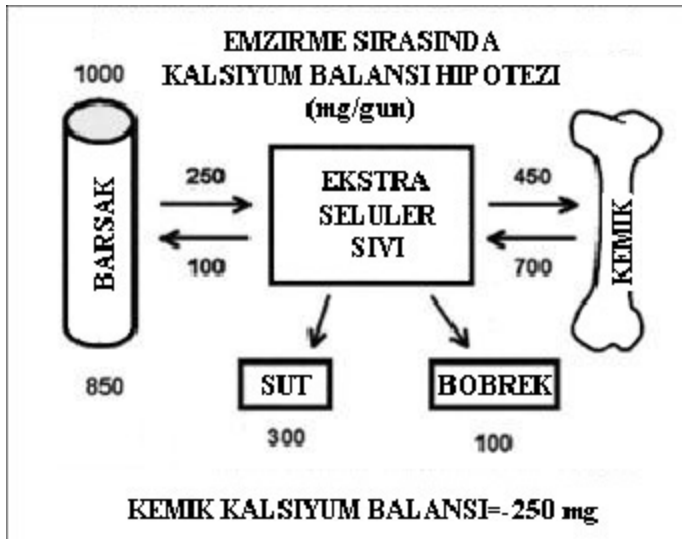 EMZIRME SIRASINDA
KALSIYUM BALANSI HIPOTEZI
(mg/gun)
1000
BARSAK
850
250
100
EKSTRA
SELULER
SIVI
450
700
KEMIK
SUT
300
BOBREK
100
KEMIK KALSIYUM BALANSI=-250 mg